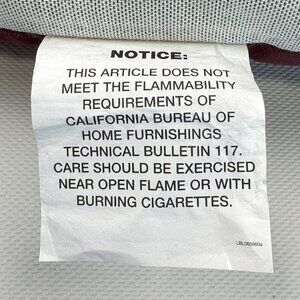 NOTICE:
THIS ARTICLE DOES NOT
MEET THE FLAMMABILITY
REQUIREMENTS OF
CALIFORNIA BUREAU OF
HOME FURNISHINGS
TECHNICAL BULLETIN 117.
CARE SHOULD BE EXERCISED
NEAR OPEN FLAME OR WITH
BURNING CIGARETTES.